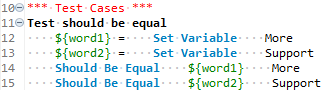 10 *** Test Cases ***
11 Test should be equal
12 ${word1} = Set Variable More
13 ${word2} = Set Variable Support
14 Should Be Equal ${word1} More
15 Should Be Equal ${word2} Support